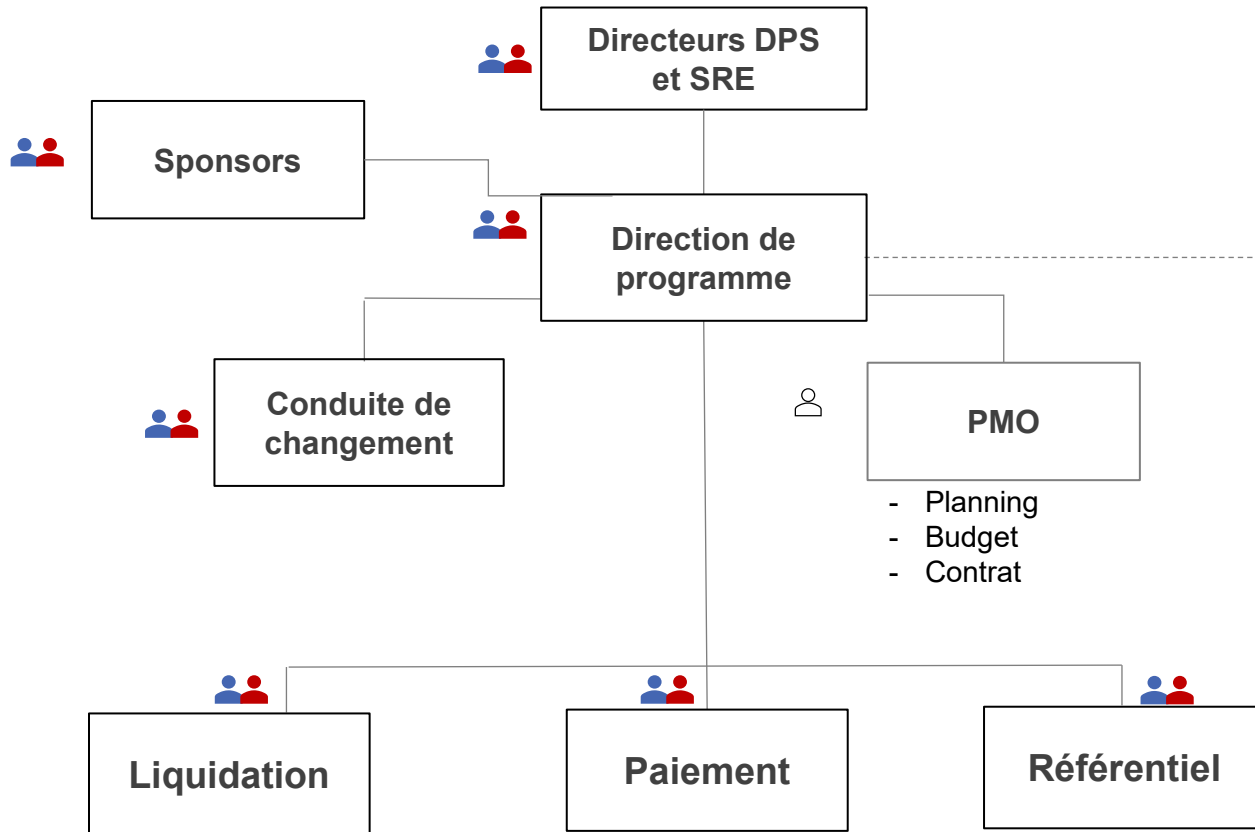 Directeurs DPS
et SRE
Sponsors
Direction de
programme
Conduite de
changement
PMO
- Planning
- Budget
- Contrat
Liquidation
Paiement
Référentiel